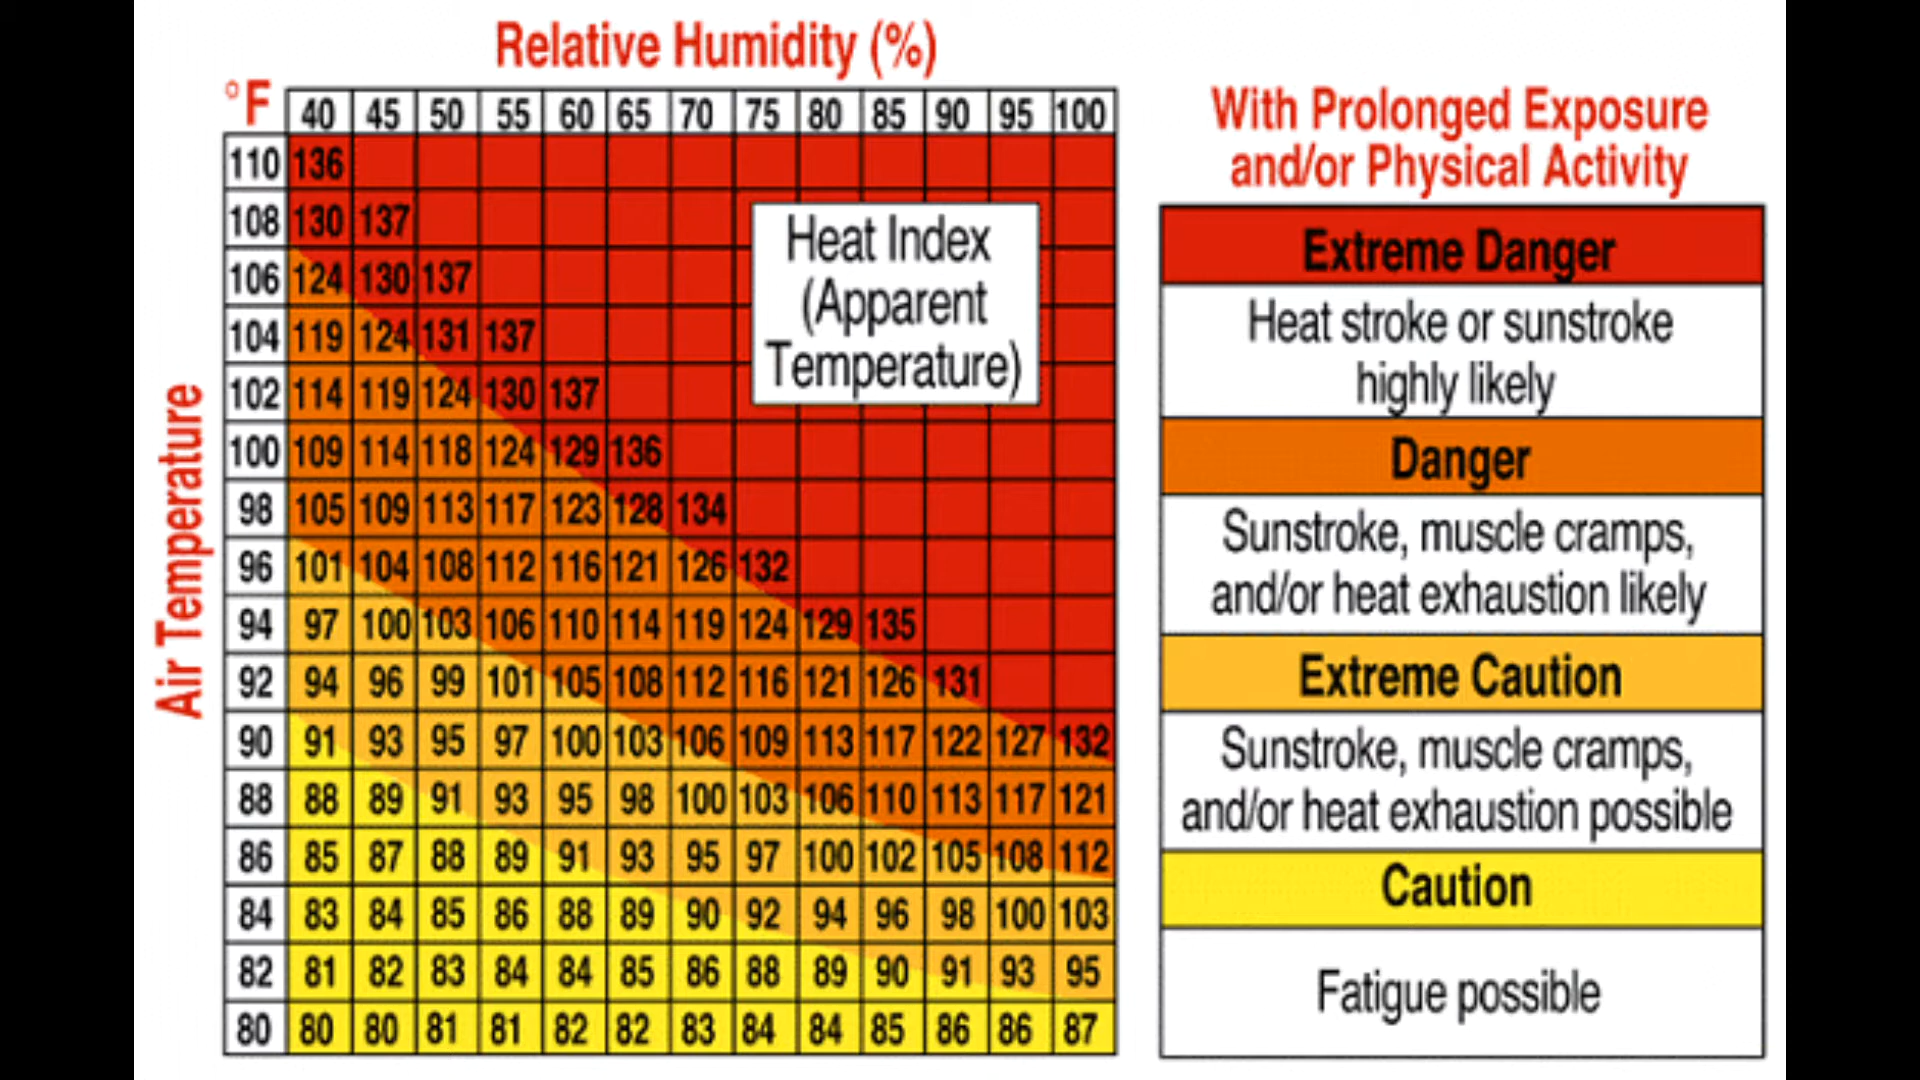 Relative Humidity (%)
°F 40 45 50 55 60 65 70 75 80 85 90 95 100
110 136
108 130 137
106 124 130 137
104 119 124 131 137
102 114 119 124 130 137
100 109 114 118 124 129 136
98 105 109 113 117 123 128 134
96 101 104 108 112 116 121 126 132
94 97 100 103 106 110 114 119 124 129 135
92 94 96 99 101 105 108 112 116 121 126 131
90 91 93 95 97 100 103 106 109 113 117 122 127 132
88 88 89 91 93 95 98 100 103 106 110 113 117 121
86 85 87 88 89 91 93 95 97 100 102 105 108 112
84 83 84 85 86 88 89 90 92 94 96 98 100 103
82 81 82 83 84 84 85 86 88 89 90 91 93 95
80 80 80 81 81 82 82 83 84 84 85 86 86 87
Air Temperature
Heat Index
(Apparent
Temperature)
With Prolonged Exposure
and/or Physical Activity
Extreme Danger
Heat stroke or sunstroke
highly likely
Danger
Sunstroke, muscle cramps,
and/or heat exhaustion likely
Extreme Caution
Sunstroke, muscle cramps,
and/or heat exhaustion possible
Caution
Fatigue possible